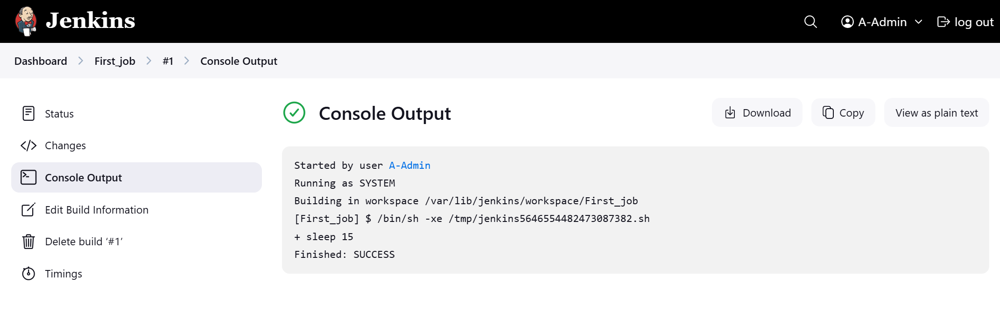 Jenkins
A-Admin
log out
Dashboard First_job #1 Console Output
Status
Changes
Console Output
Edit Build Information
Delete build ‘#1’
Timings
Console Output
Download
Copy
View as plain text
Started by user A-Admin
Running as SYSTEM
Building in workspace /var/lib/jenkins/workspace/First_job
[First_job] $ /bin/sh -xe /tmp/jenkins5646554482473087382.sh
+ sleep 15
Finished: SUCCESS